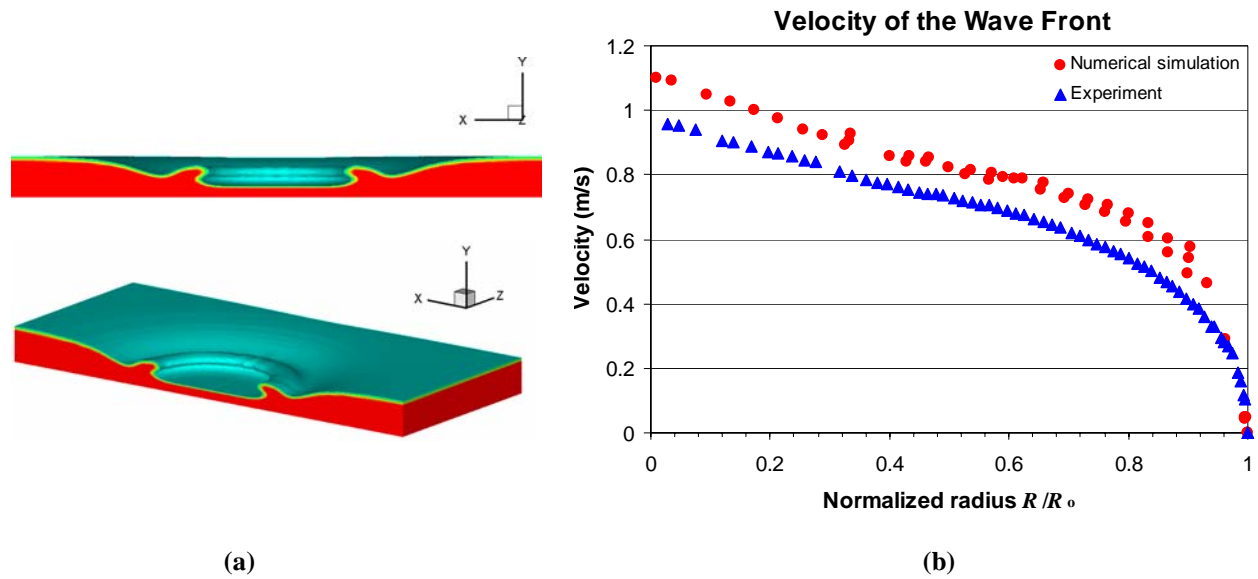 Y
X
Z
Y
X
Z
(a)
Velocity of the Wave Front
1.2
1
0.8
0.6
0.4
0.2
0
Velocity (m/s)
Numerical simulation
Experiment
0 0.2 0.4 0.6 0.8 1
Normalized radius R /R o
(b)